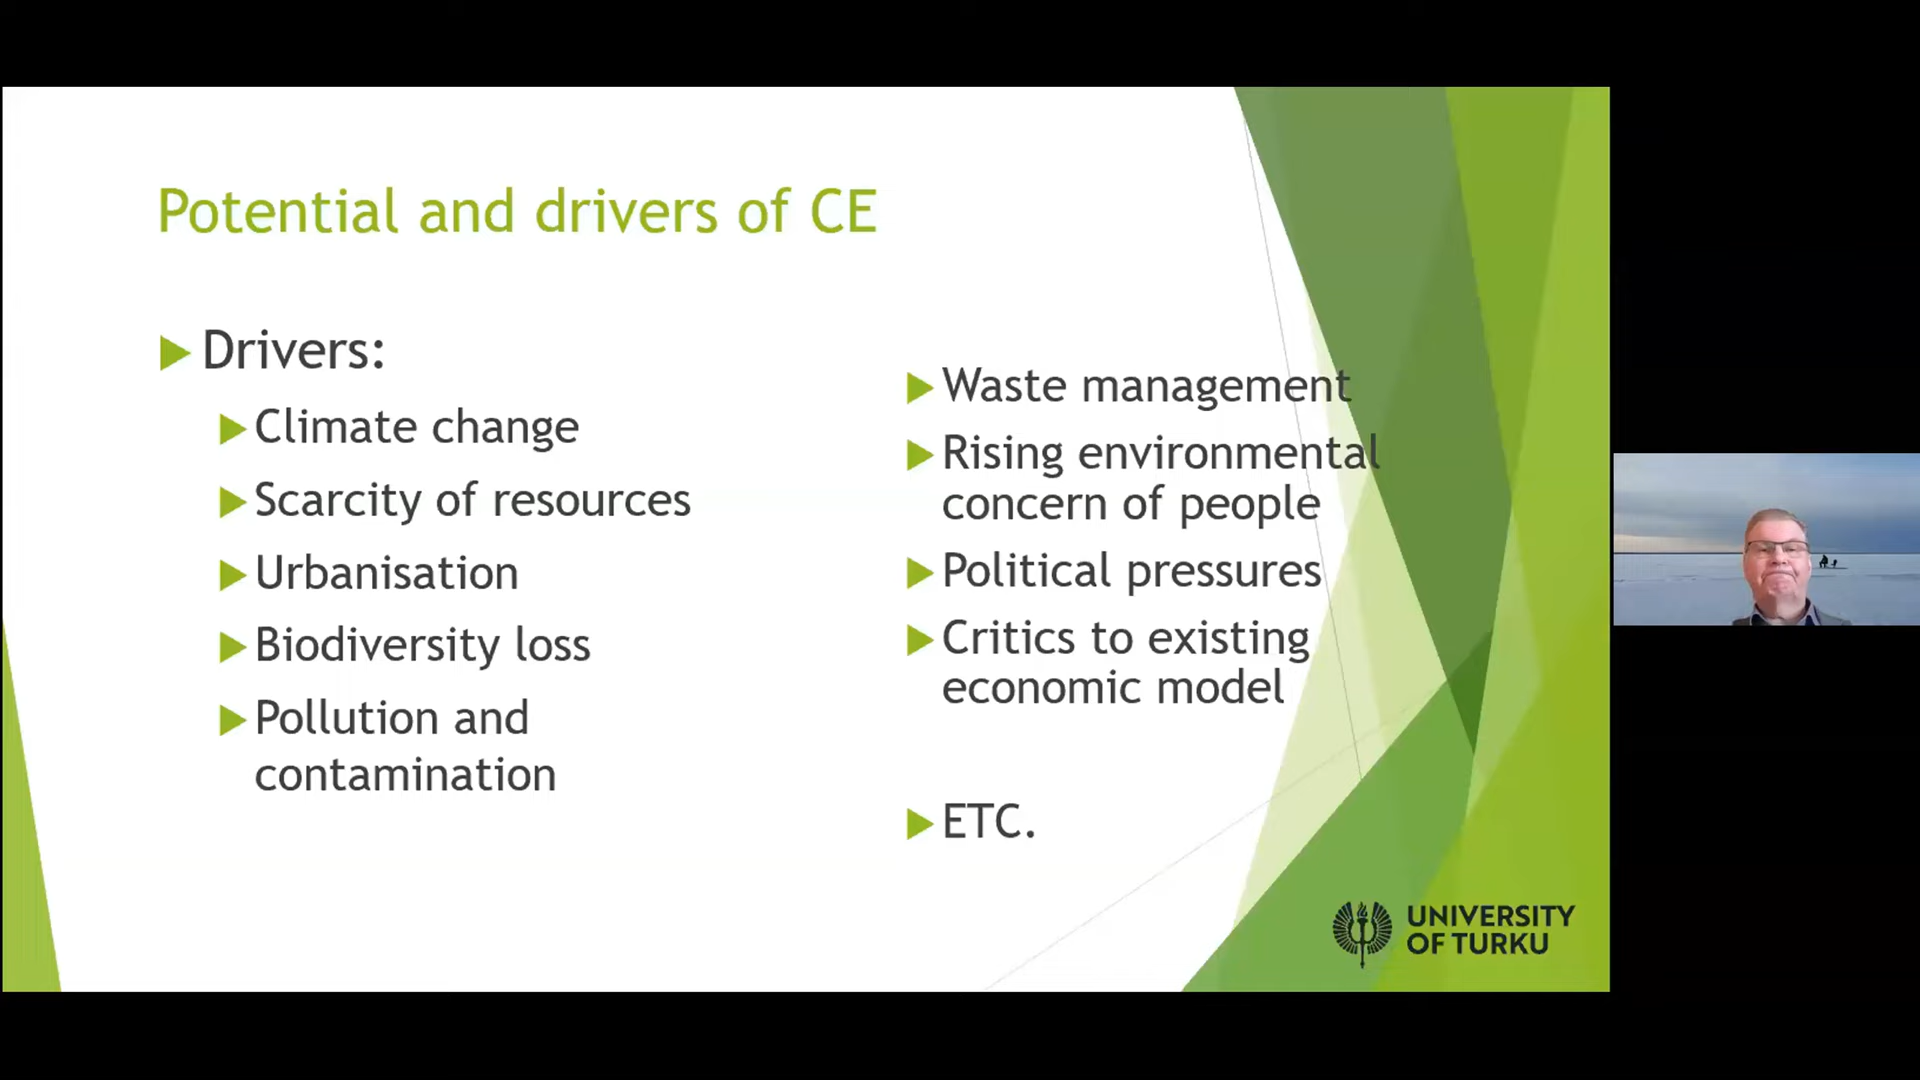 Potential and drivers of CE
Drivers:
Climate change
Scarcity of resources
Urbanisation
Biodiversity loss
Pollution and
contamination
Waste management
Rising environmental
concern of people
Political pressures
Critics to existing
economic model
ETC.
UNIVERSITY
OF TURKU